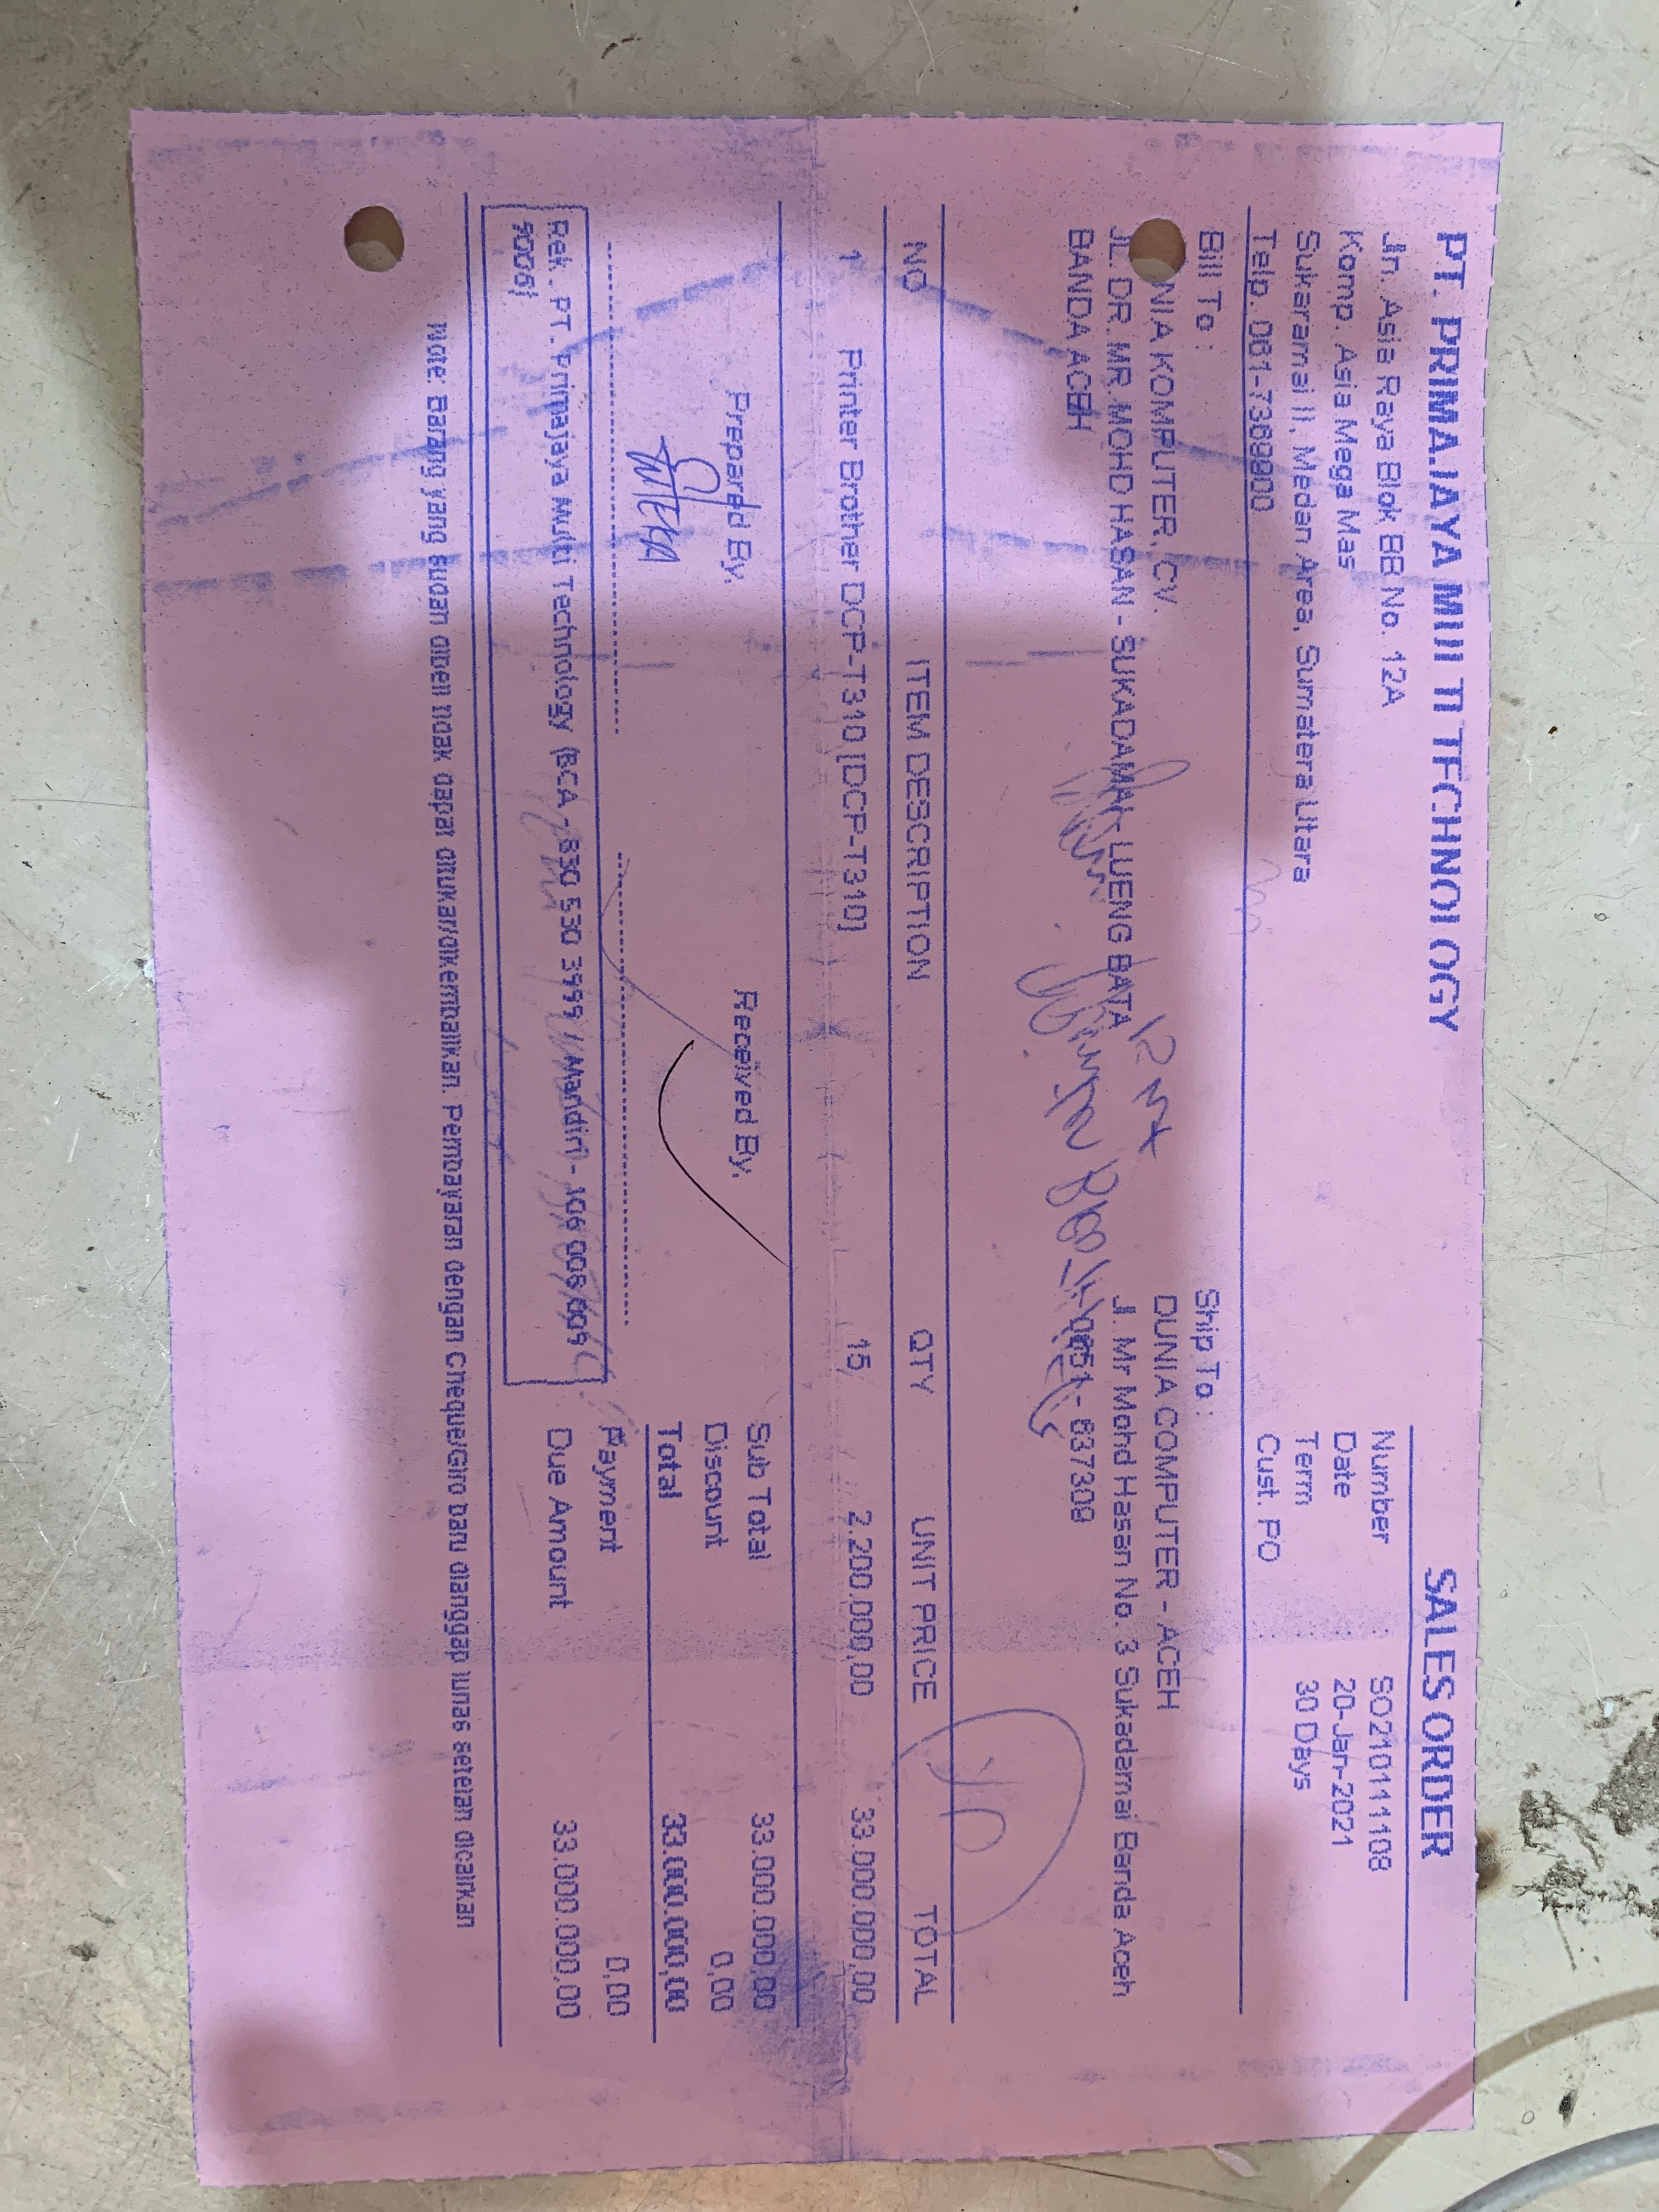 PT. PRIMAJAYA MULTI TECHNOLOGY
SALES ORDER
Jln. Asia Raya Blok BB No. 12A
Komp. Asia Mega Mas
Sukaramai II, Medan Area, Sumatera Utara
Telp. 061-7369900
Number SO210111108
Date 20-Jan-2021
Term 30 Days
Cust. PO
Bill To :
NIA KOMPUTER, CV.
JL. DR. MR. MOHD HASAN - SUKADAMAI - LUENG BATA
BANDA ACEH
Ship To :
DUNIA COMPUTER - ACEH
Jl. Mr Mohd Hasan No. 3 Sukadamai Banda Aceh
0651 - 637309
NO ITEM DESCRIPTION QTY UNIT PRICE TOTAL
1 Printer Brother DCP-T310 [DCP-T310] 15 2.200.000,00 33.000.000,00
Prepared By,
Received By,
Sub Total 33.000.000,00
Discount 0,00
Total 33.000.000,00
Payment 0,00
Due Amount 33.000.000,00
Rek. PT. Primajaya Multi Technology (BCA - 830 530 3999 / Mandiri - 106 008 009
9006)
Note: Barang yang sudah dibeli tidak dapat ditukar/dikembalikan. Pembayaran dengan Cheque/Giro baru dianggap lunas setelah dicairkan